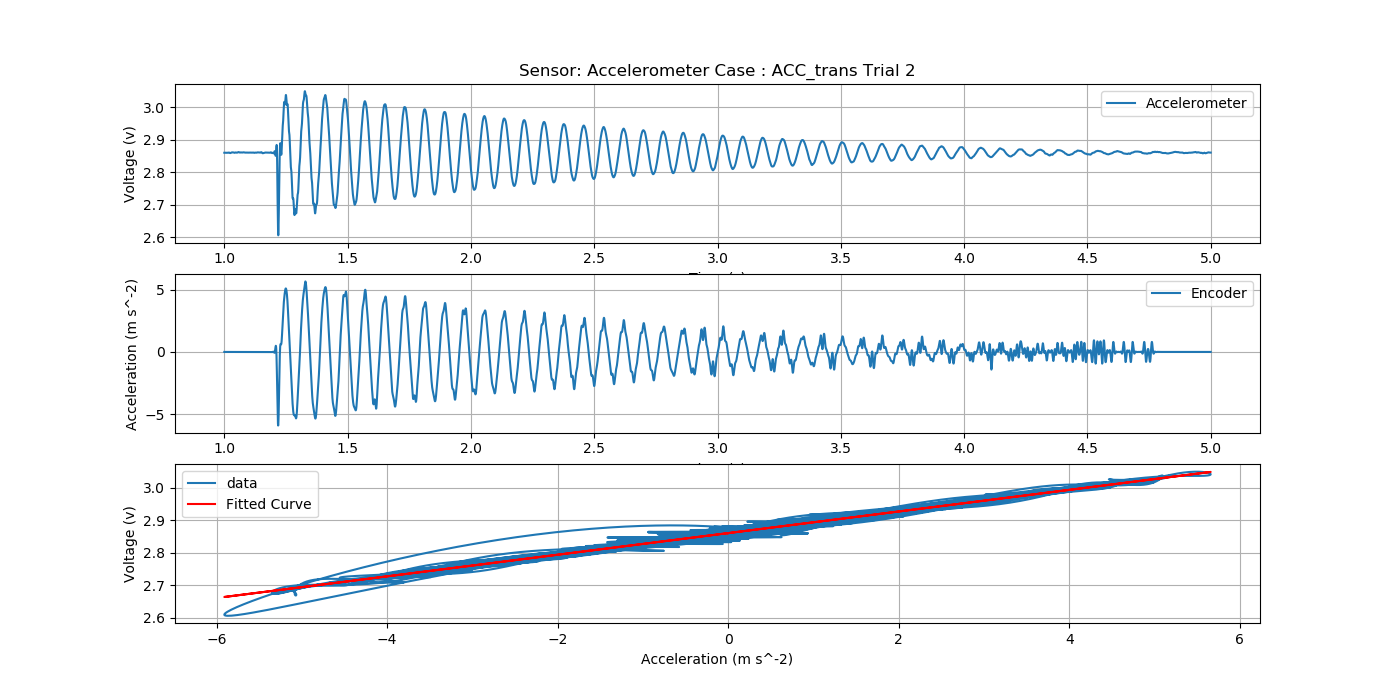 Sensor: Accelerometer Case : ACC_trans Trial 2
Accelerometer
Voltage (v)
3.0
2.9
2.8
2.7
2.6
1.0 1.5 2.0 2.5 3.0 3.5 4.0 4.5 5.0
Encoder
Acceleration (m s^-2)
5
0
−5
1.0 1.5 2.0 2.5 3.0 3.5 4.0 4.5 5.0
data
Fitted Curve
Voltage (v)
3.0
2.9
2.8
2.7
2.6
−6 −4 −2 0 2 4 6
Acceleration (m s^-2)